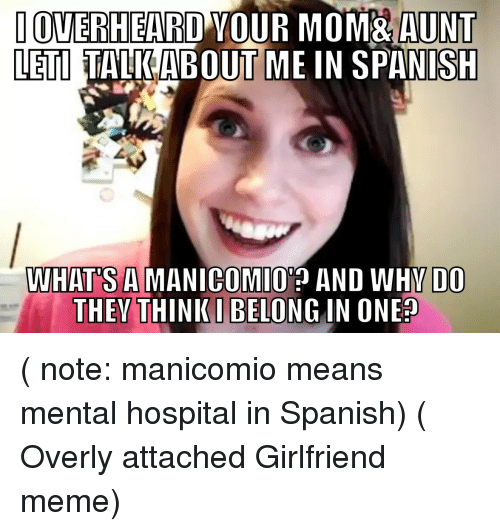 I OVERHEARD YOUR MOM& AUNT
LETI TALK ABOUT ME IN SPANISH
WHAT'S A MANICOMIO'? AND WHY DO
THEY THINK I BELONG IN ONE?
( note: manicomio means
mental hospital in Spanish) (
Overly attached Girlfriend
meme)